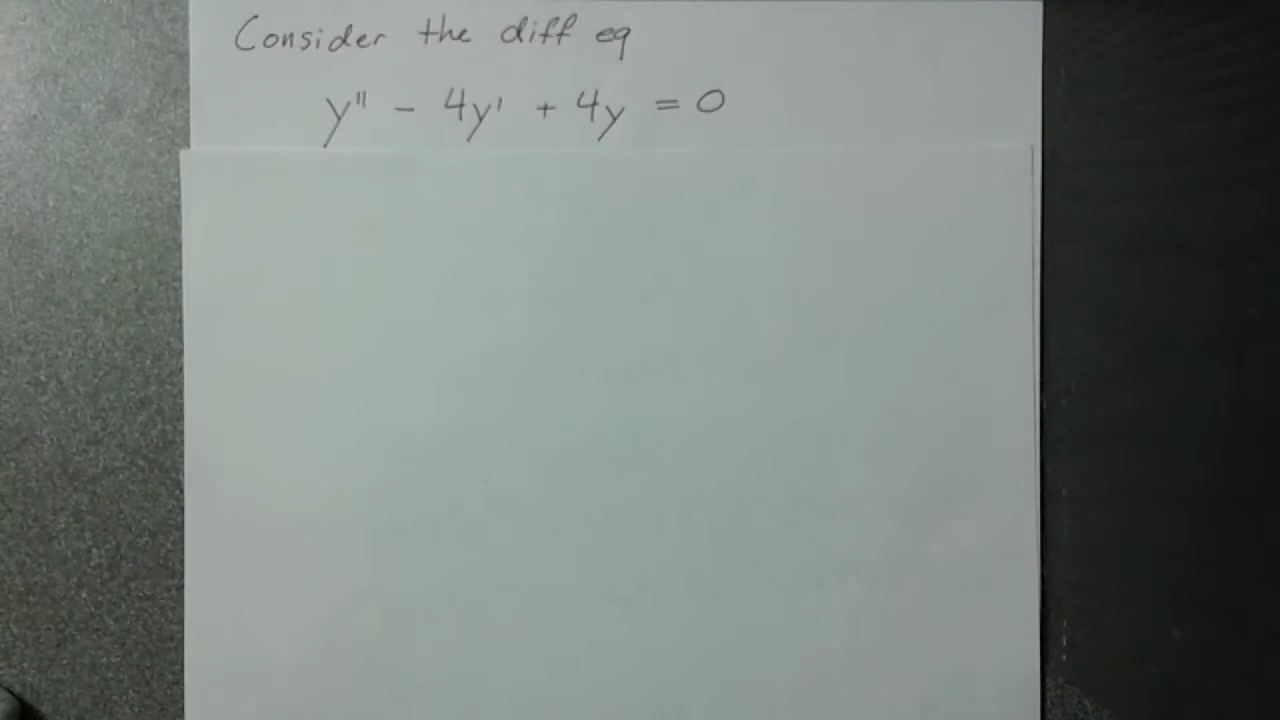 Consider the diff eq
y'' - 4y' + 4y = 0